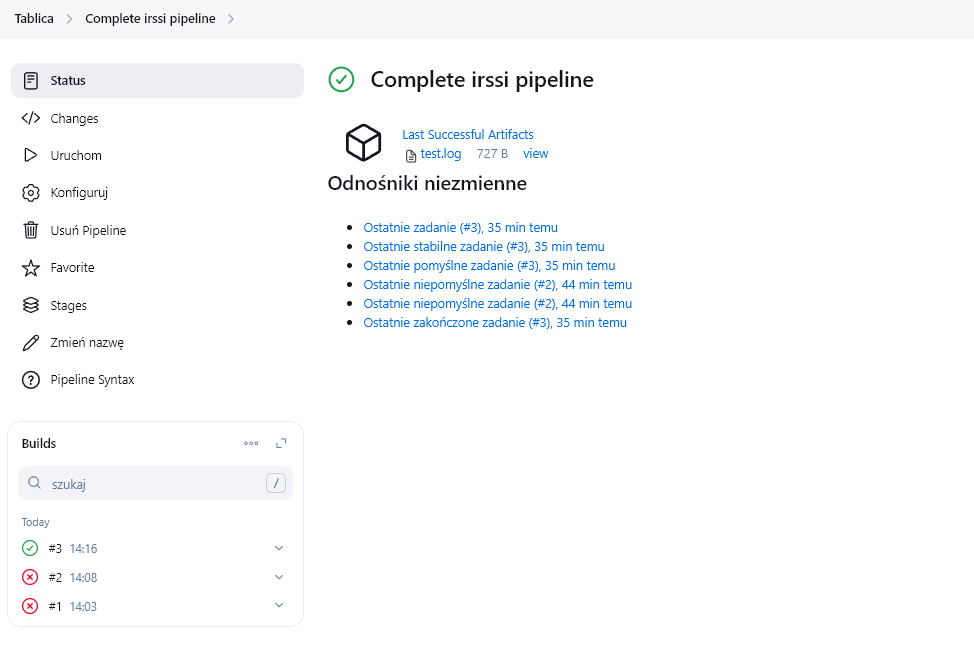 Tablica
Complete irssi pipeline
Status
Changes
Uruchom
Konfiguruj
Usuń Pipeline
Favorite
Stages
Zmień nazwę
Pipeline Syntax
Builds
szukaj /
Today
#3 14:16
#2 14:08
#1 14:03
Complete irssi pipeline
Last Successful Artifacts
test.log 727 B view
Odnośniki niezmienne
Ostatnie zadanie (#3), 35 min temu
Ostatnie stabilne zadanie (#3), 35 min temu
Ostatnie pomyślne zadanie (#3), 35 min temu
Ostatnie niepomyślne zadanie (#2), 44 min temu
Ostatnie niepomyślne zadanie (#2), 44 min temu
Ostatnie zakończone zadanie (#3), 35 min temu